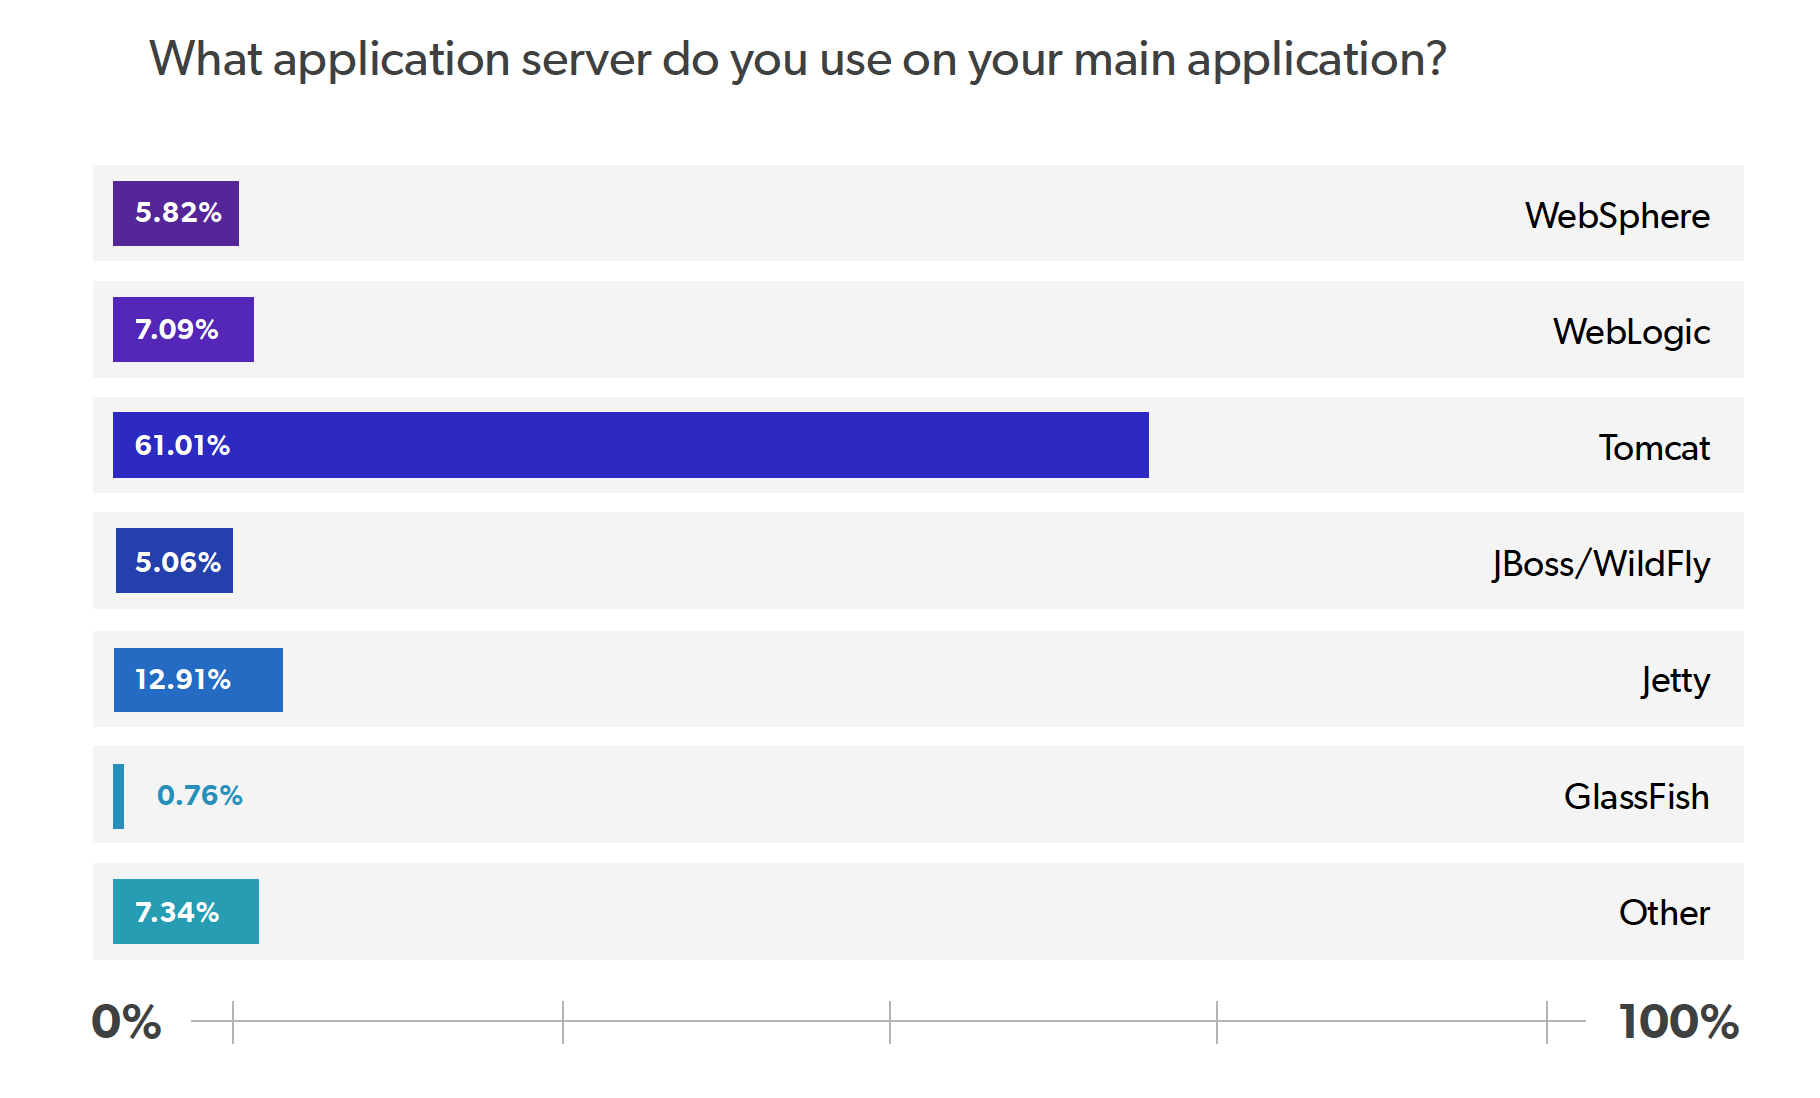 What application server do you use on your main application?
5.82% WebSphere
7.09% WebLogic
61.01% Tomcat
5.06% JBoss/WildFly
12.91% Jetty
0.76% GlassFish
7.34% Other
0% 100%